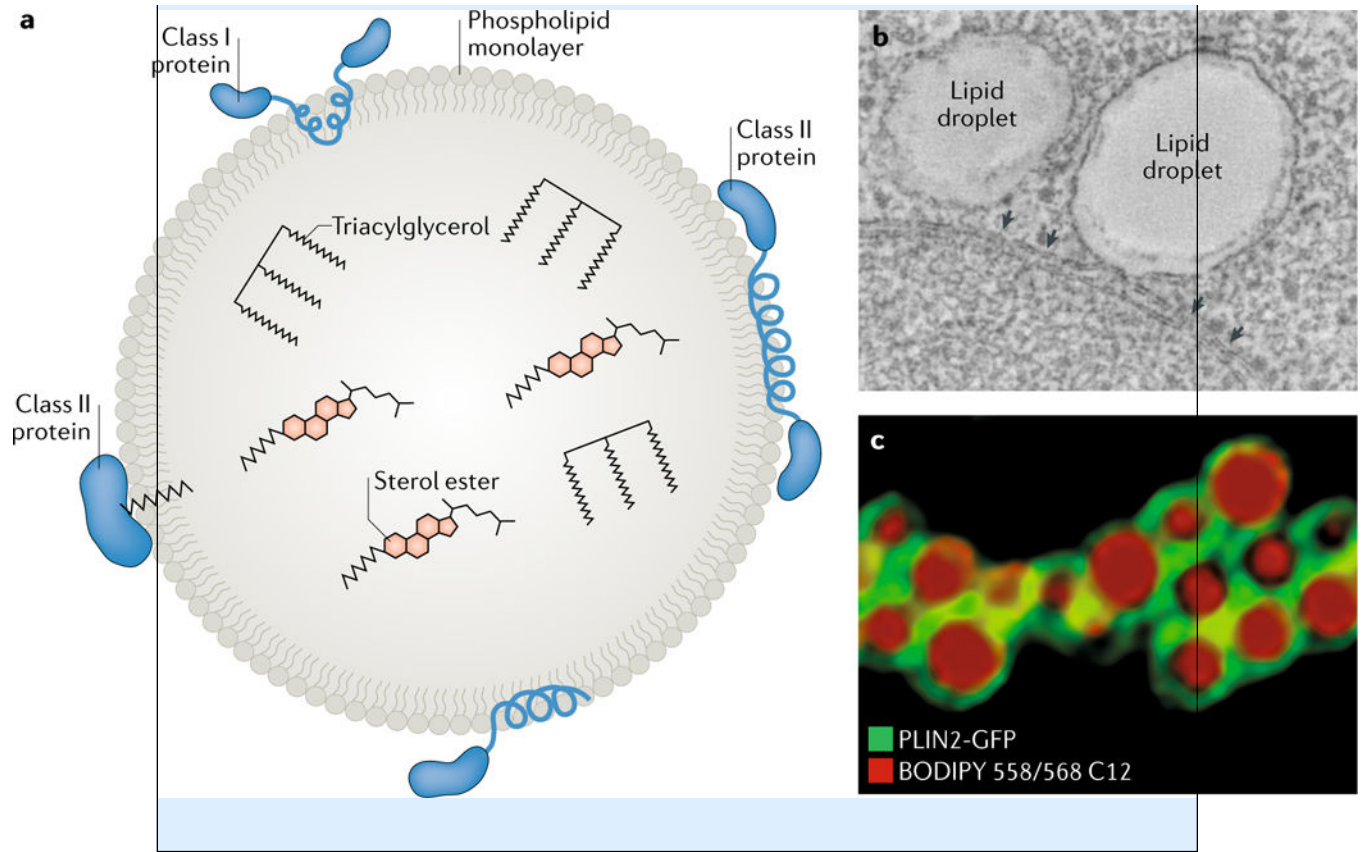 a
Class I
protein
Phospholipid
monolayer
Class II
protein
Triacylglycerol
Class II
protein
Sterol ester
b
Lipid
droplet
Lipid
droplet
c
PLIN2-GFP
BODIPY 558/568 C12